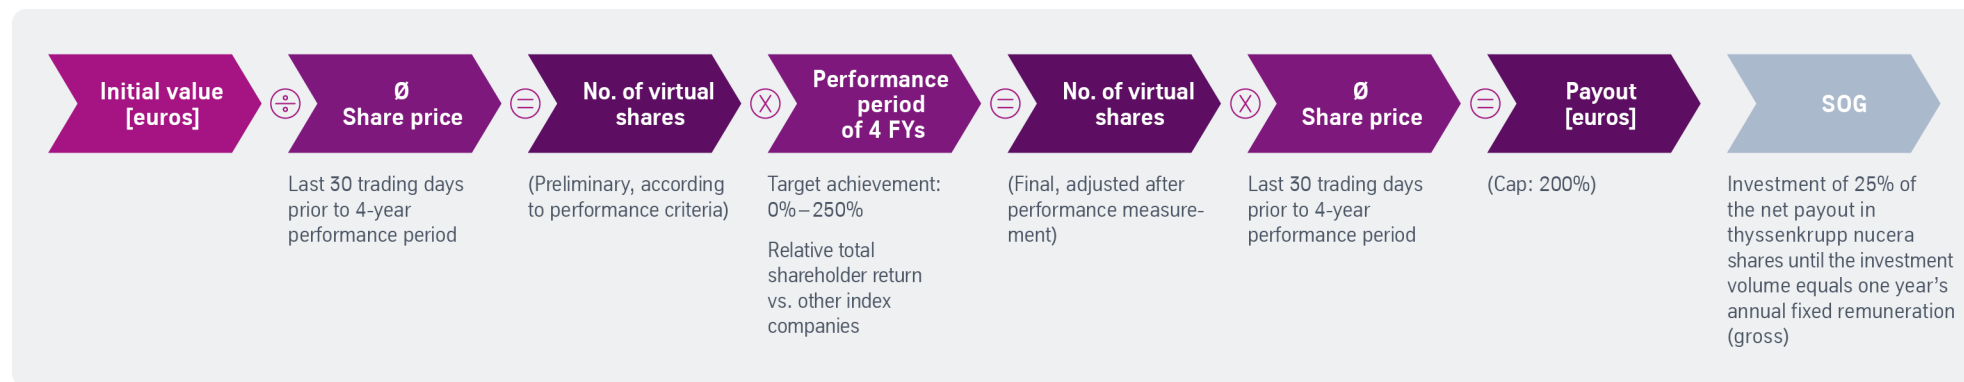 Initial value
[euros]
÷
Ø
Share price
=
No. of virtual
shares
X
Performance
period
of 4 FYs
=
No. of virtual
shares
X
Ø
Share price
=
Payout
[euros]
SOG
Last 30 trading days
prior to 4-year
performance period
(Preliminary, according
to performance criteria)
Target achievement:
0%–250%
Relative total
shareholder return
vs. other index
companies
(Final, adjusted after
performance measure-
ment)
Last 30 trading days
prior to 4-year
performance period
(Cap: 200%)
Investment of 25% of
the net payout in
thyssenkrupp nucera
shares until the investment
volume equals one year’s
annual fixed remuneration
(gross)